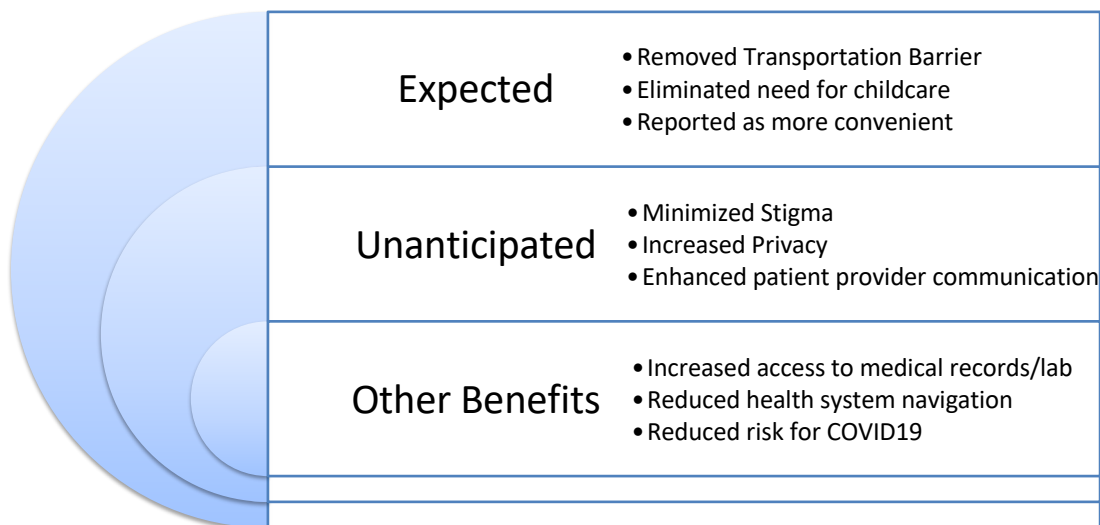 Expected
• Removed Transportation Barrier
• Eliminated need for childcare
• Reported as more convenient
Unanticipated
• Minimized Stigma
• Increased Privacy
• Enhanced patient provider communication
Other Benefits
• Increased access to medical records/lab
• Reduced health system navigation
• Reduced risk for COVID19